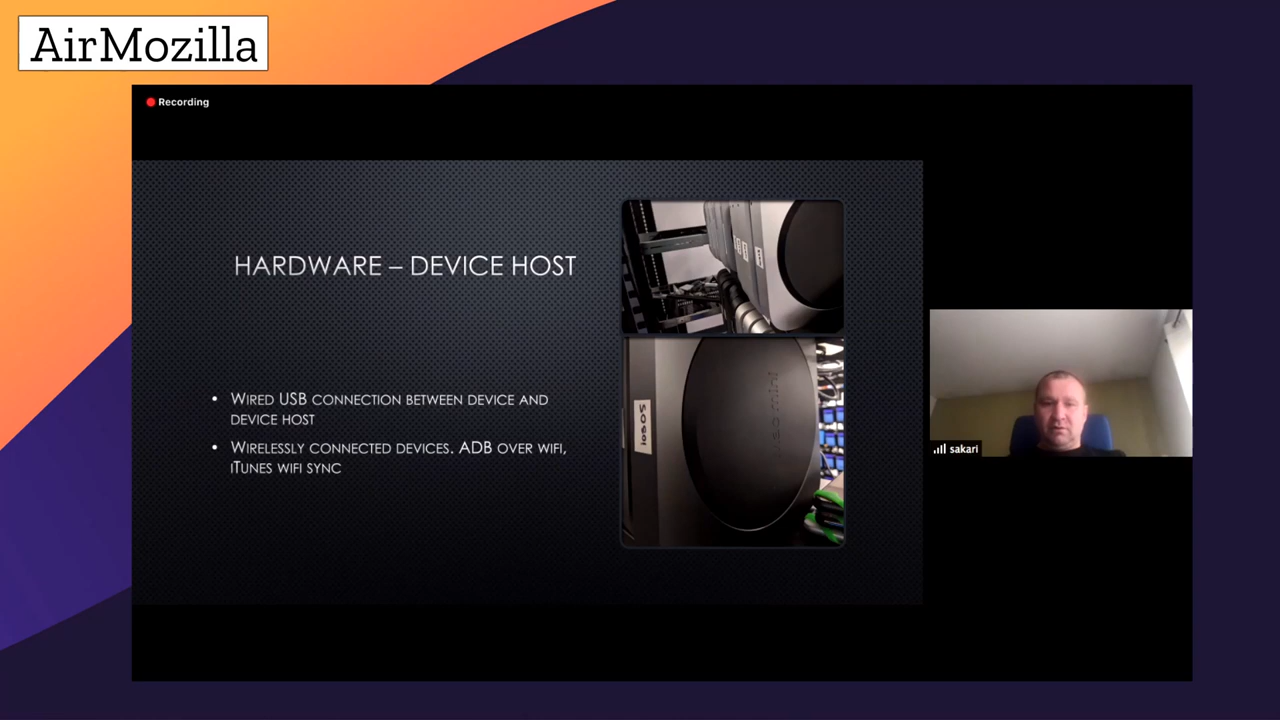 AirMozilla
Recording
HARDWARE – DEVICE HOST
• WIRED USB CONNECTION BETWEEN DEVICE AND
DEVICE HOST
• WIRELESSLY CONNECTED DEVICES. ADB OVER WIFI,
ITUNES WIFI SYNC
sakari